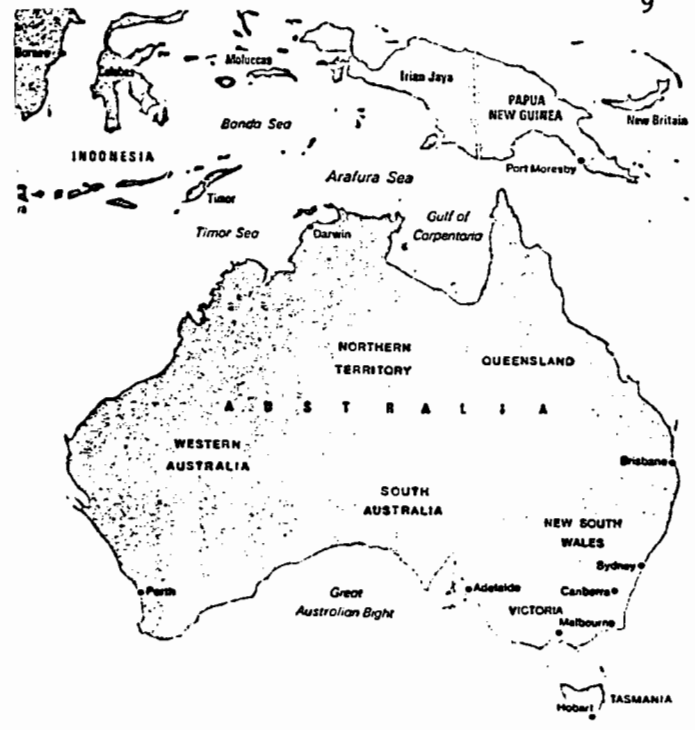 9
Borneo
Celebes
Moluccas
Irian Jaya
PAPUA
NEW GUINEA
New Britain
Banda Sea
INDONESIA
Port Moresby
Arafura Sea
Timor
Gulf of
Carpentaria
Timor Sea
Darwin
NORTHERN
TERRITORY
QUEENSLAND
AUSTRALIA
WESTERN
AUSTRALIA
Brisbane
SOUTH
AUSTRALIA
NEW SOUTH
WALES
Sydney
Perth
Great
Australian Bight
Adelaide
Canberra
VICTORIA
Melbourne
TASMANIA
Hobart